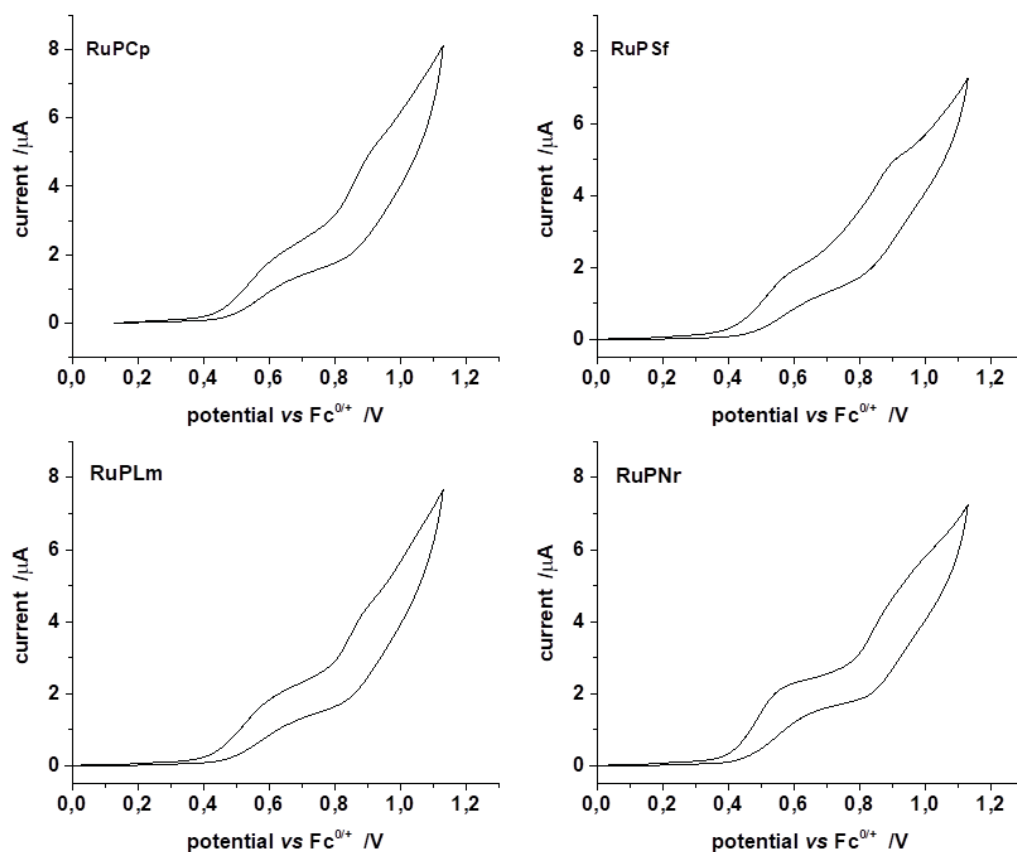 RuPCp
current /µA
8
6
4
2
0
0,0 0,2 0,4 0,6 0,8 1,0 1,2
potential vs Fc⁰/⁺ /V
RuPSf
current /µA
8
6
4
2
0
0,0 0,2 0,4 0,6 0,8 1,0 1,2
potential vs Fc⁰/⁺ /V
RuPLm
current /µA
8
6
4
2
0
0,0 0,2 0,4 0,6 0,8 1,0 1,2
potential vs Fc⁰/⁺ /V
RuPNr
current /µA
8
6
4
2
0
0,0 0,2 0,4 0,6 0,8 1,0 1,2
potential vs Fc⁰/⁺ /V